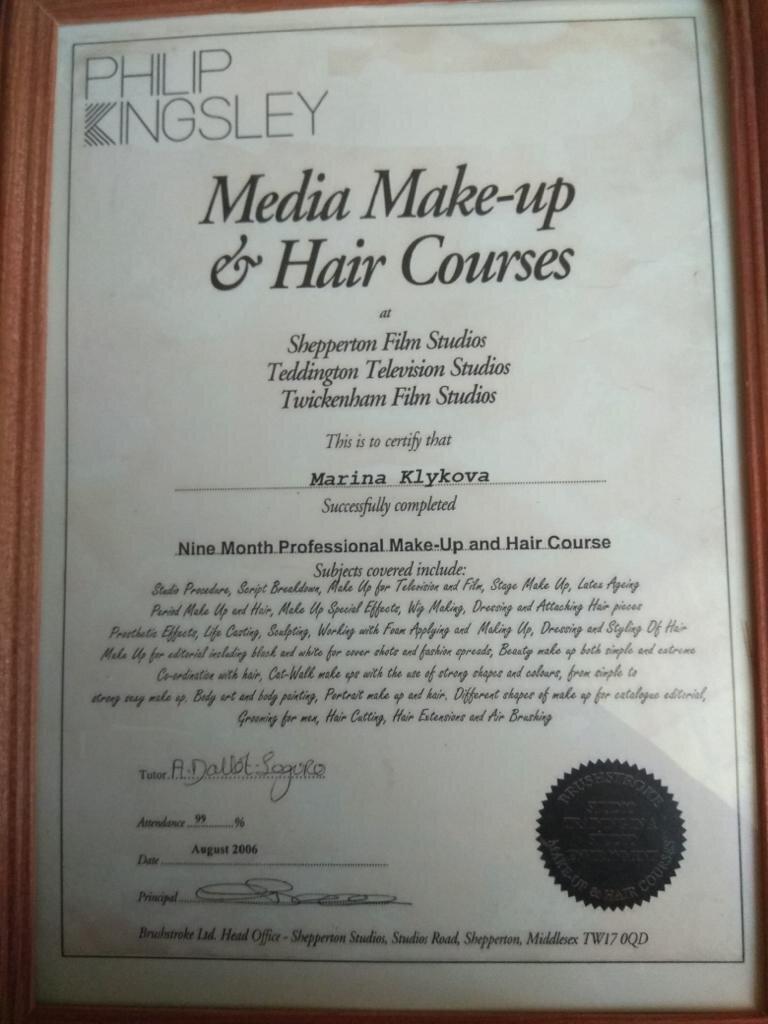 PHILIP
KINGSLEY
Media Make-up
& Hair Courses
at
Shepperton Film Studios
Teddington Television Studios
Twickenham Film Studios
This is to certify that
Marina Klykova
Successfully completed
Nine Month Professional Make-Up and Hair Course
Subjects covered include:
Studio Procedure, Script Breakdown, Make Up for Television and Film, Stage Make Up, Latex Ageing
Period Make Up and Hair, Make Up Special Effects, Wig Making, Dressing and Attaching Hair pieces
Prosthetic Effects, Life Casting, Sculpting, Working with Foam Applying and Making Up, Dressing and Styling Of Hair
Make Up for editorial including black and white for cover shots and fashion spreads, Beauty make up both simple and extreme
Co-ordination with hair, Cat-Walk make ups with the use of strong shapes and colours, from simple to
strong sexy make up. Body art and body painting, Portrait make up and hair. Different shapes of make up for catalogue editorial,
Grooming for men, Hair Cutting, Hair Extensions and Air Brushing
Tutor A. Dallot-Seguro
Attendance 99 %
Date August 2006
Principal
BRUSHSTROKE
STUDIO
MAKE-UP & HAIR COURSES
Brushstroke Ltd. Head Office - Shepperton Studios, Studios Road, Shepperton, Middlesex TW17 0QD